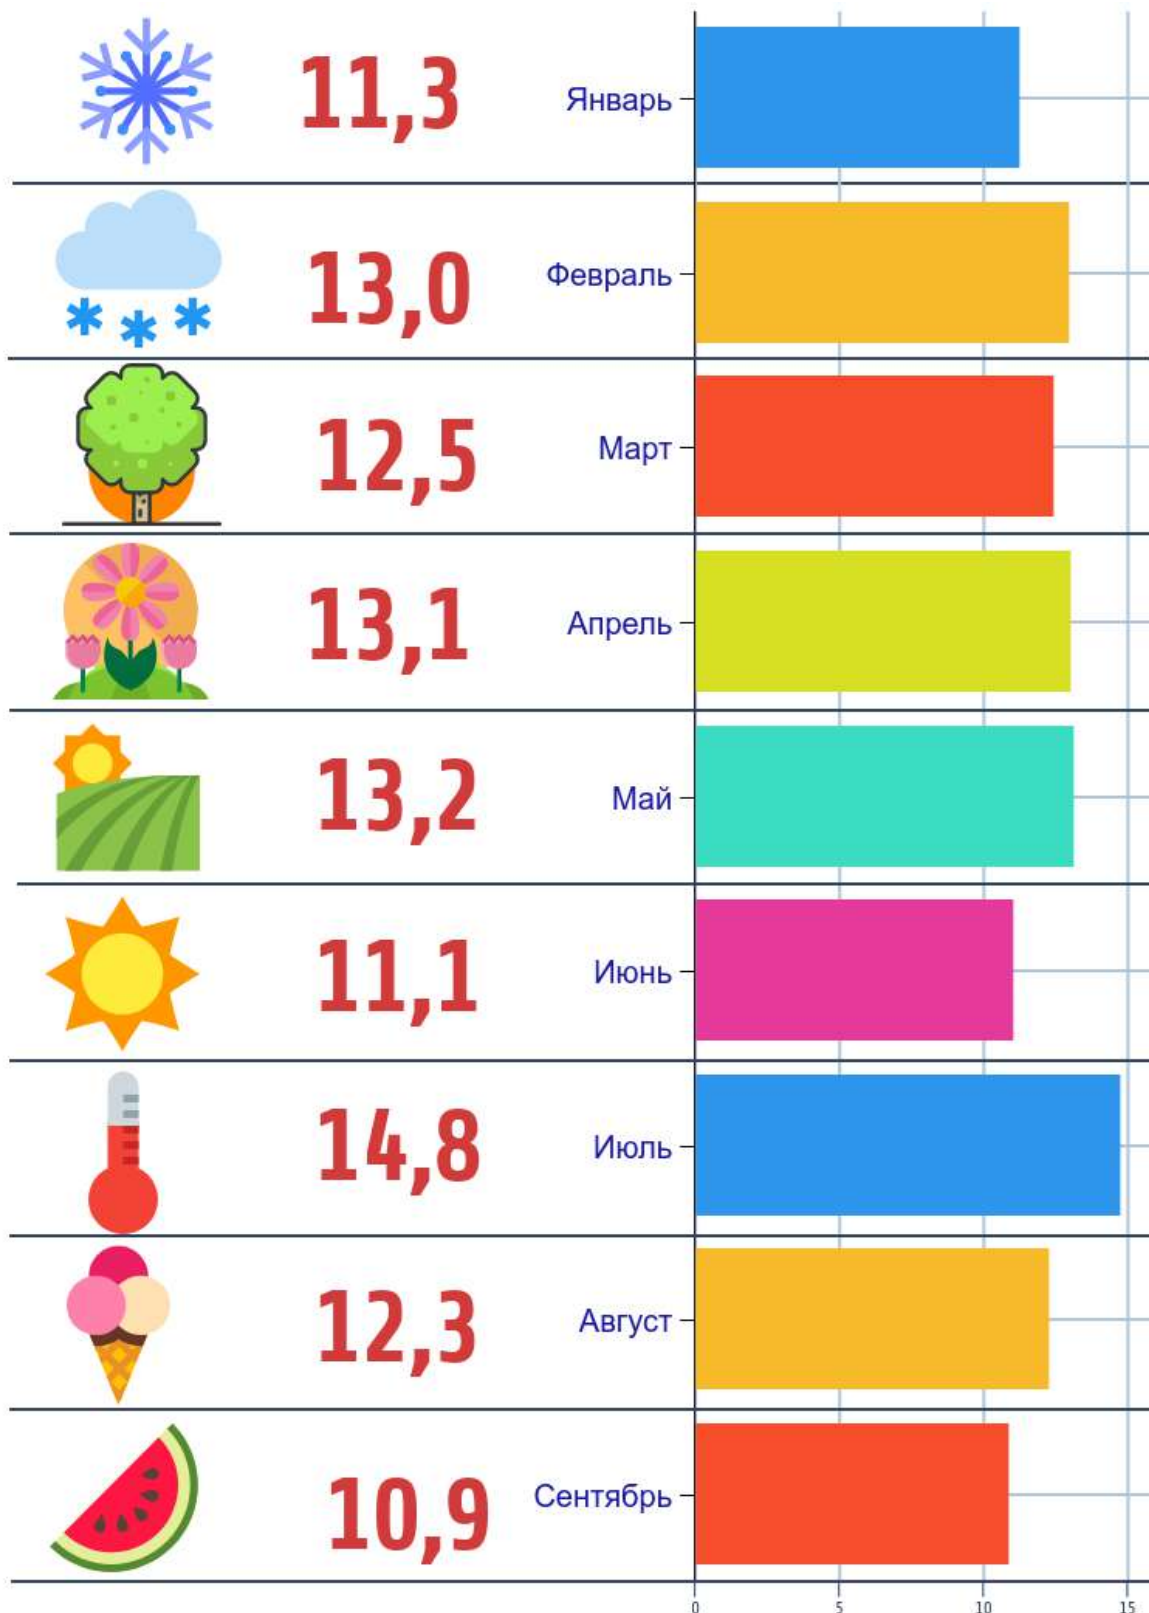 11,3 Январь
13,0 Февраль
12,5 Март
13,1 Апрель
13,2 Май
11,1 Июнь
14,8 Июль
12,3 Август
10,9 Сентябрь
0 5 10 15